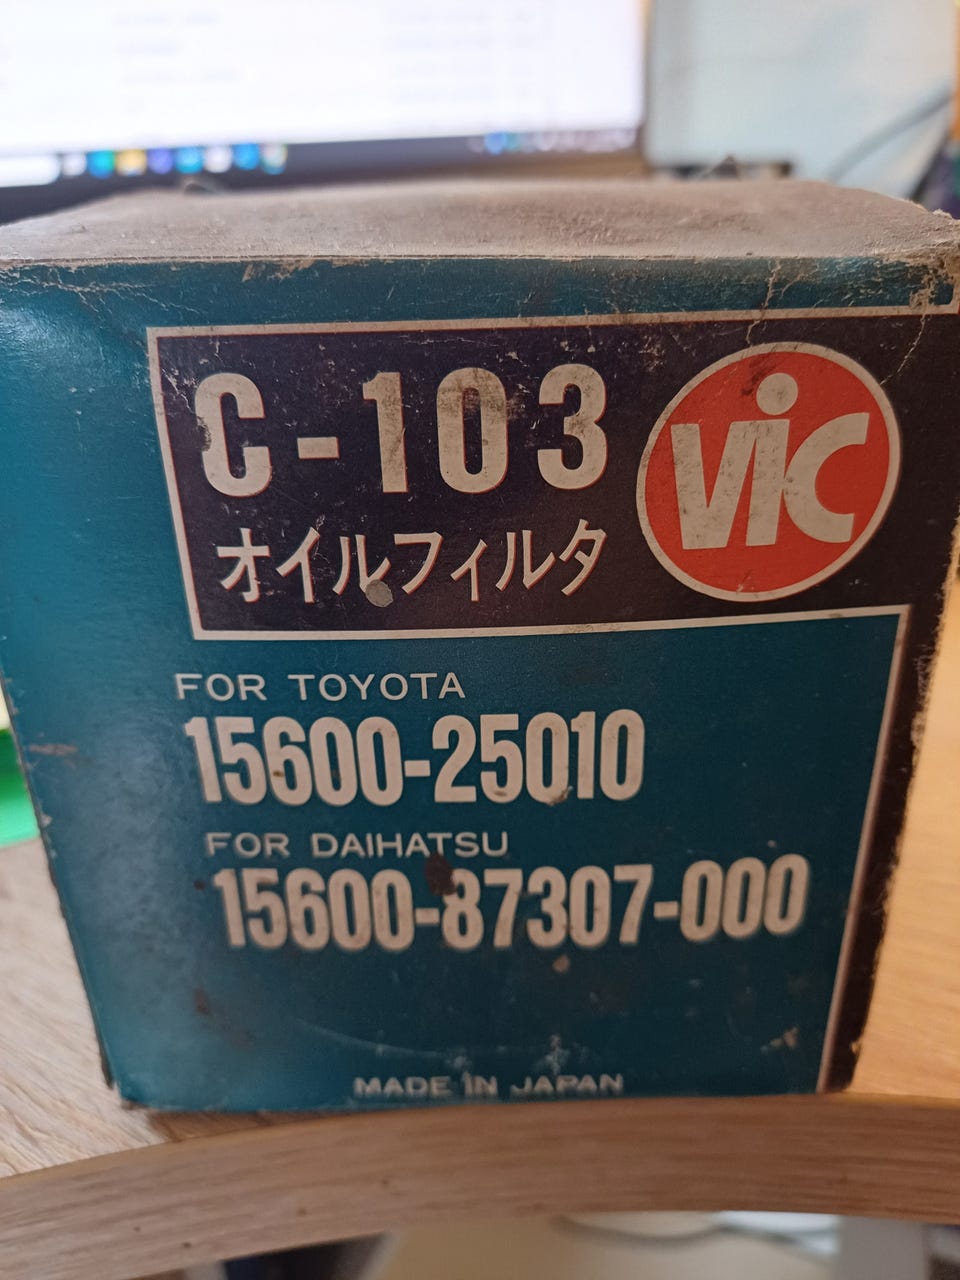 C-103
ViC
オイルフィルタ
FOR TOYOTA
15600-25010
FOR DAIHATSU
15600-87307-000
MADE IN JAPAN